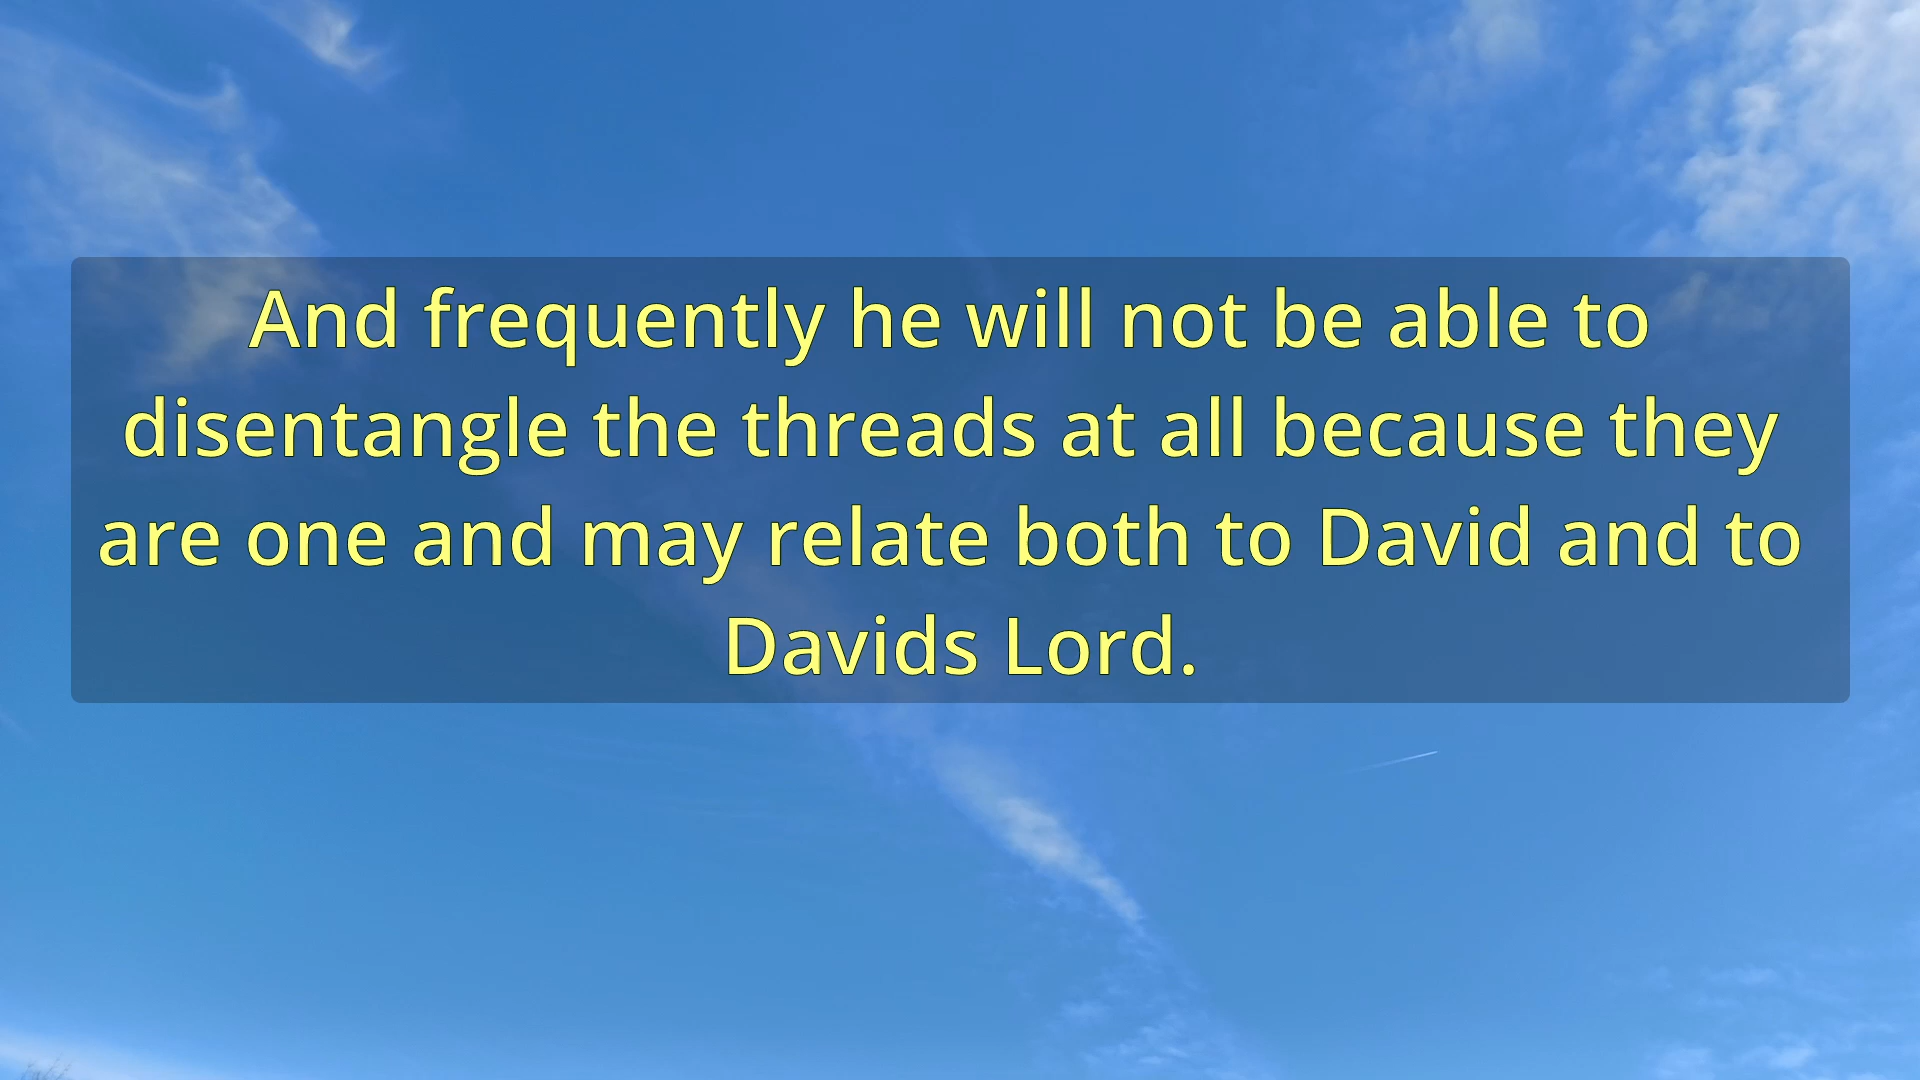 And frequently he will not be able to
disentangle the threads at all because they
are one and may relate both to David and to
Davids Lord.